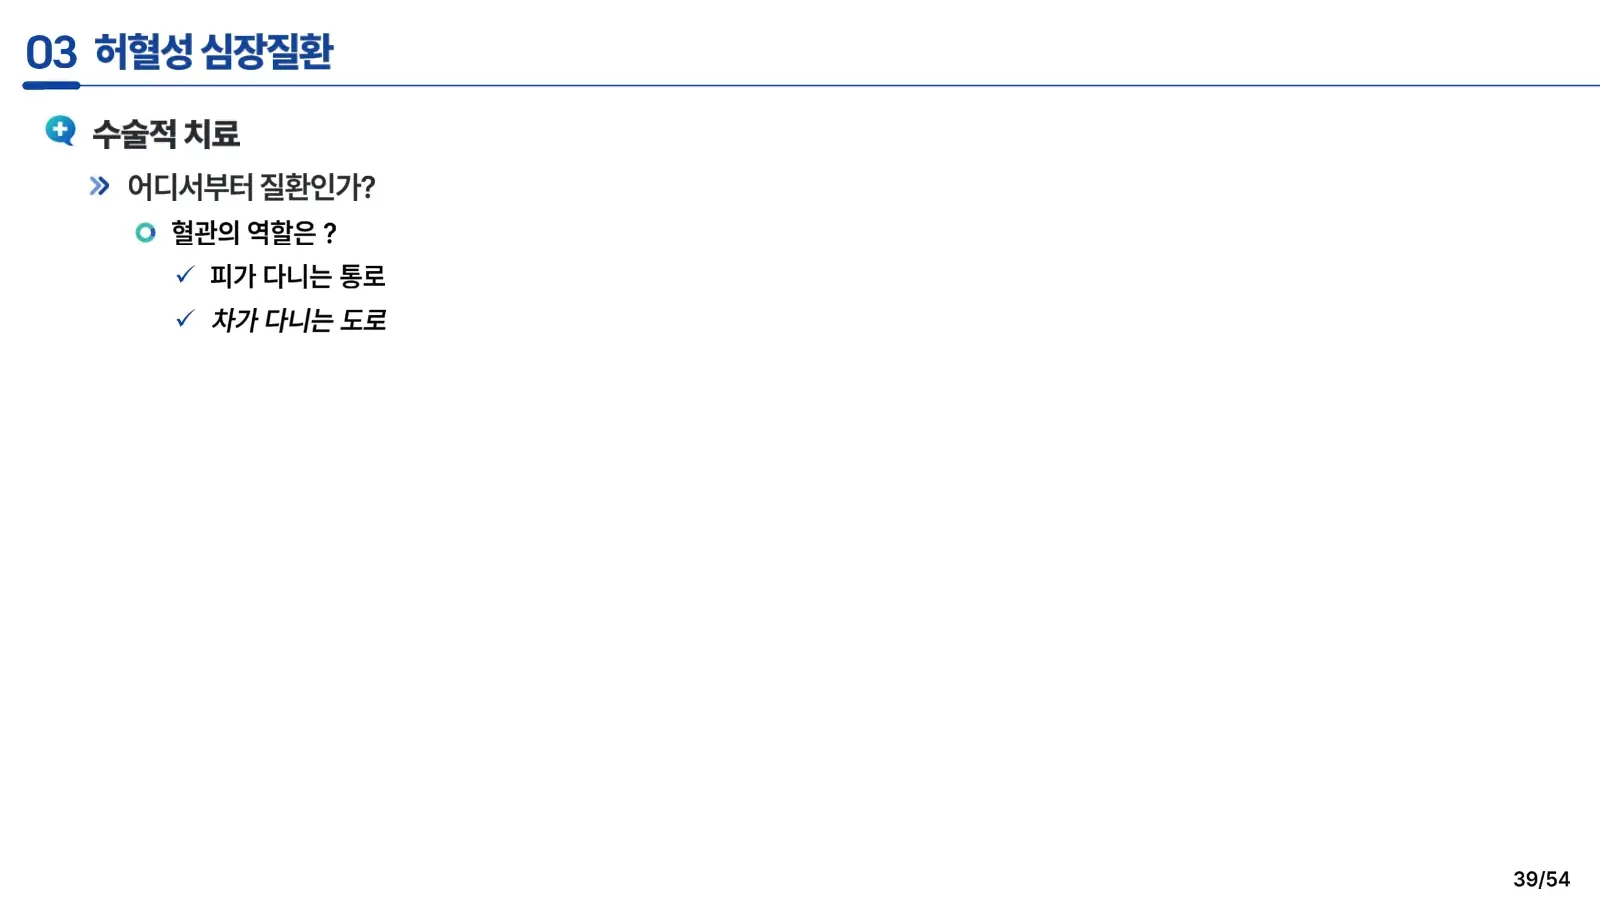 03 허혈성 심장질환
수술적 치료
어디서부터 질환인가?
혈관의 역할은 ?
피가 다니는 통로
차가 다니는 도로
39/54